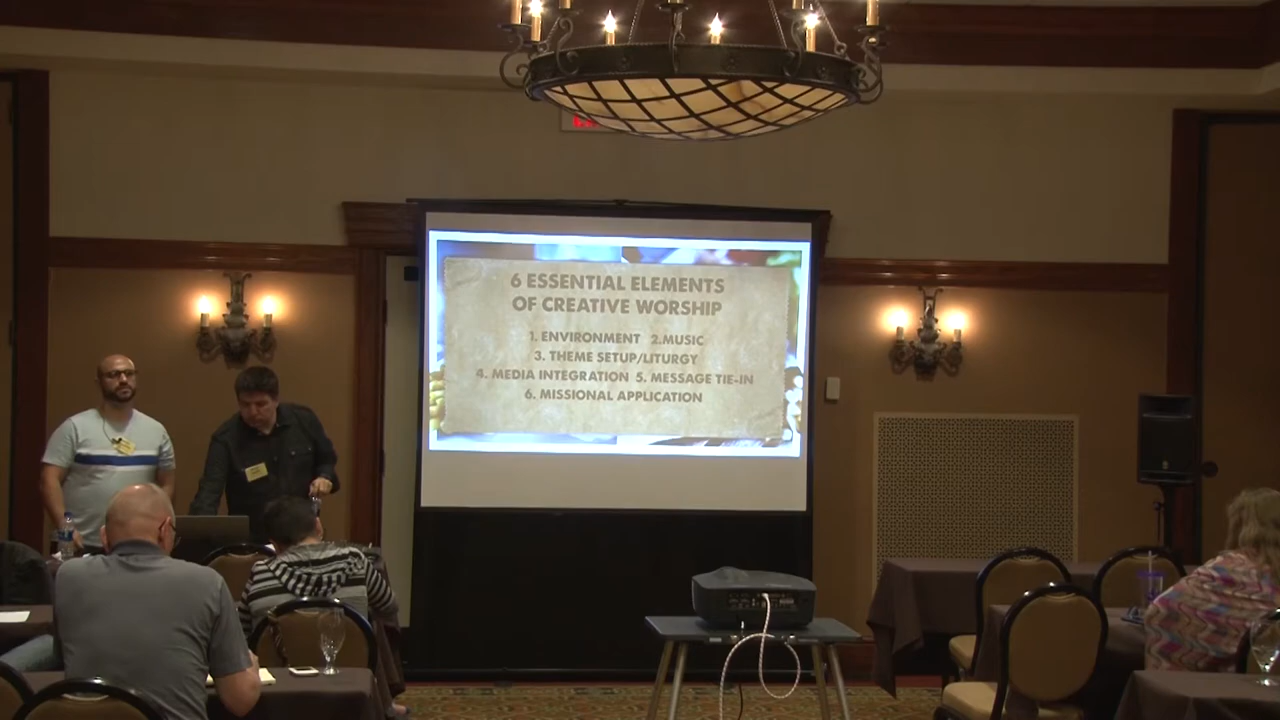 6 ESSENTIAL ELEMENTS
OF CREATIVE WORSHIP
1. ENVIRONMENT 2.MUSIC
3. THEME SETUP/LITURGY
4. MEDIA INTEGRATION 5. MESSAGE TIE-IN
6. MISSIONAL APPLICATION